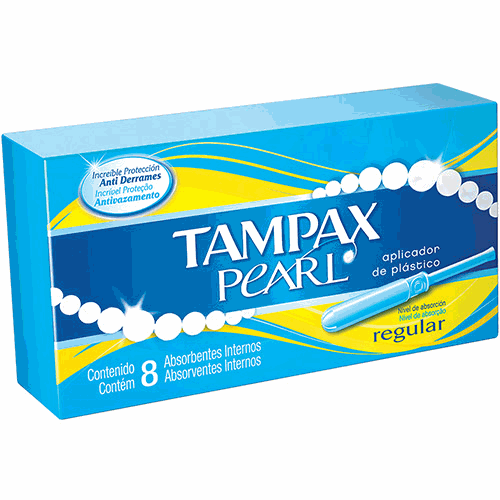 Increíble Protección
Anti Derrames
Incrível Proteção
Antivazamento
TAMPAX
PEARL
aplicador
de plástico
Nivel de absorción
Nível de absorção
regular
Contenido
Contém
8
Absorbentes Internos
Absorventes Internos